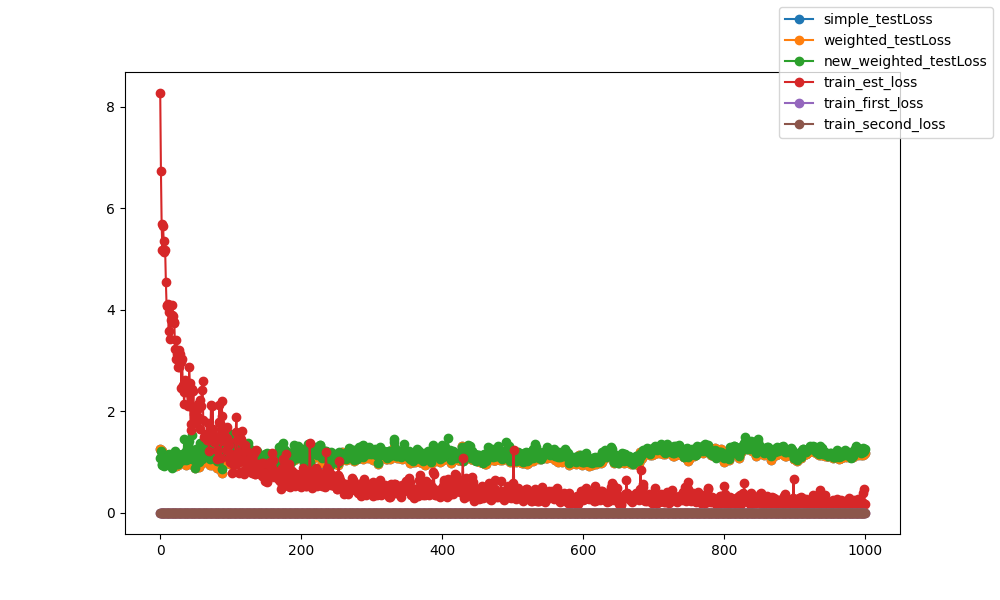 simple_testLoss
weighted_testLoss
new_weighted_testLoss
train_est_loss
train_first_loss
train_second_loss
8
6
4
2
0
0 200 400 600 800 1000